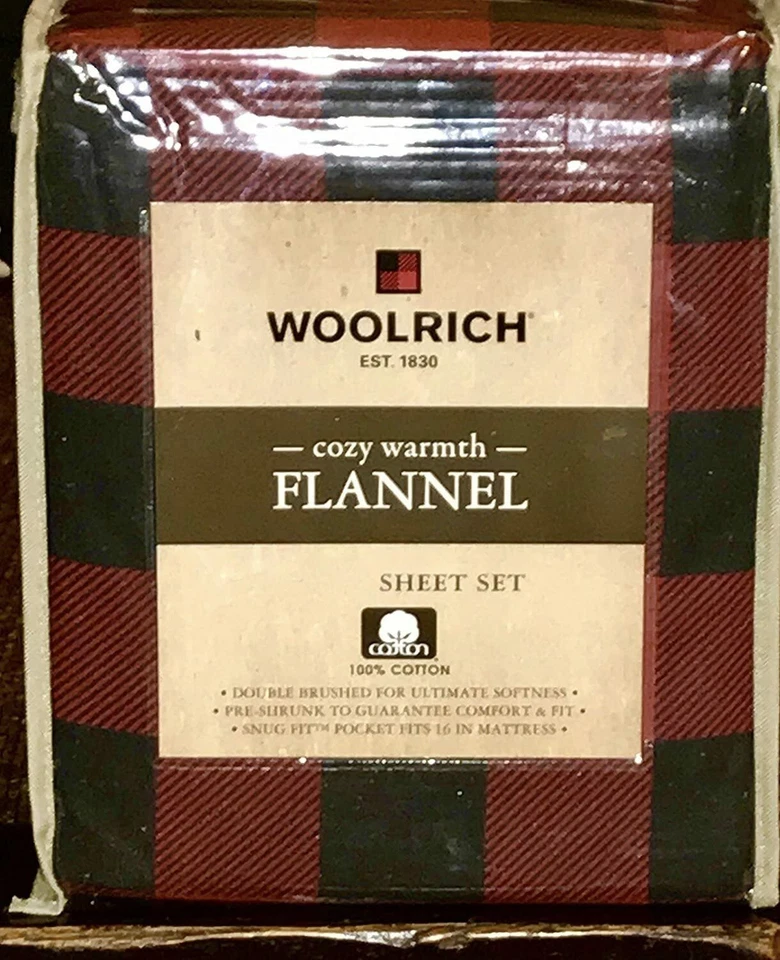 WOOLRICH®
EST. 1830
— cozy warmth —
FLANNEL
SHEET SET
cotton
100% COTTON
• DOUBLE BRUSHED FOR ULTIMATE SOFTNESS •
• PRE-SHRUNK TO GUARANTEE COMFORT & FIT •
• SNUG FIT™ POCKET FITS 16 IN MATTRESS •